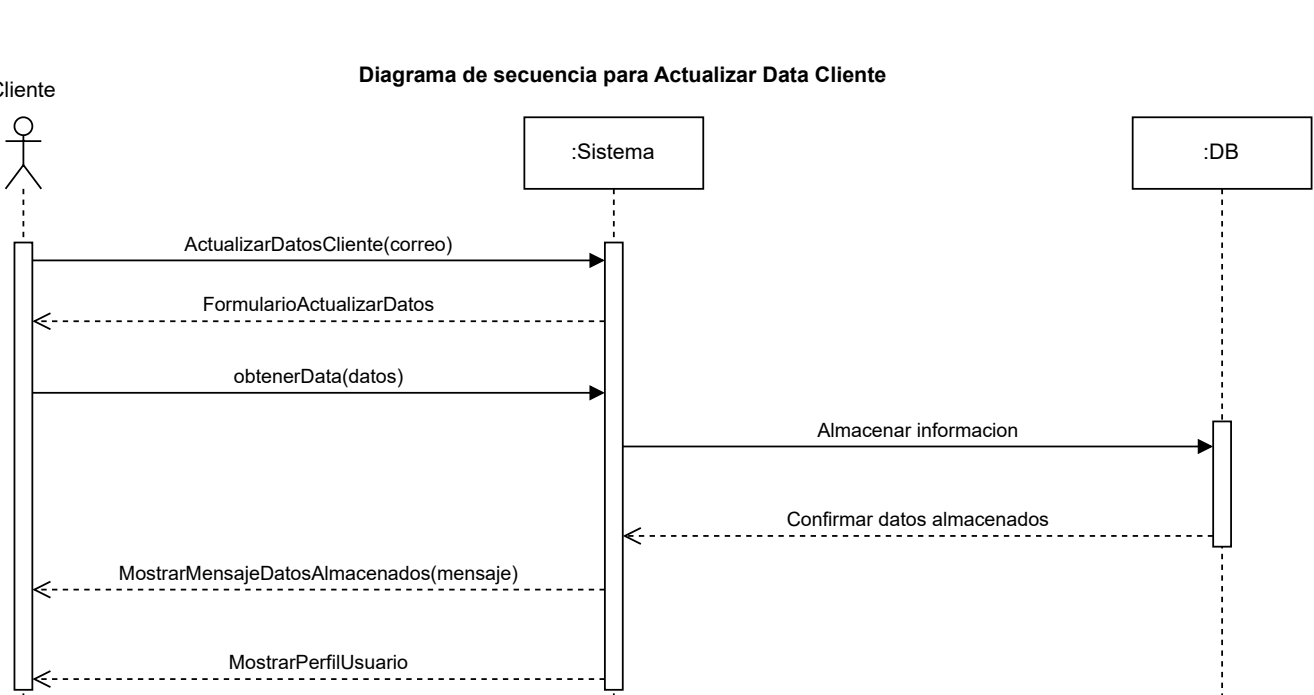 Diagrama de secuencia para Actualizar Data Cliente
Cliente
:Sistema
:DB
ActualizarDatosCliente(correo)
FormularioActualizarDatos
obtenerData(datos)
Almacenar informacion
Confirmar datos almacenados
MostrarMensajeDatosAlmacenados(mensaje)
MostrarPerfilUsuario